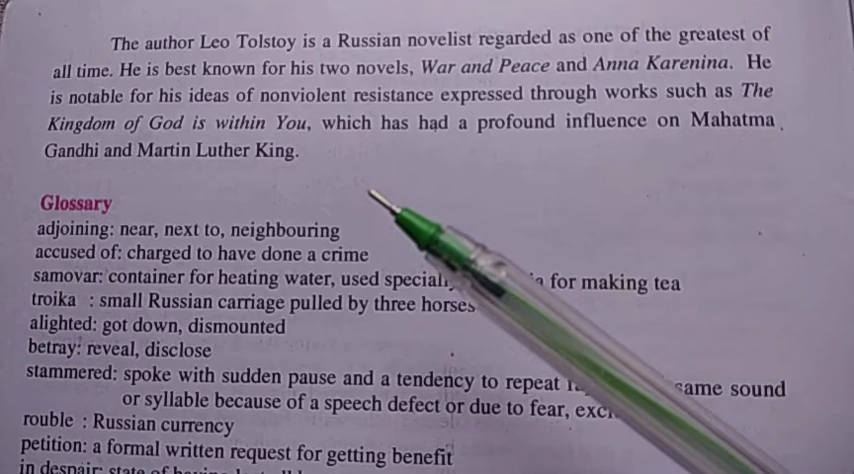 The author Leo Tolstoy is a Russian novelist regarded as one of the greatest of
all time. He is best known for his two novels, War and Peace and Anna Karenina. He
is notable for his ideas of nonviolent resistance expressed through works such as The
Kingdom of God is within You, which has had a profound influence on Mahatma
Gandhi and Martin Luther King.
Glossary
adjoining: near, next to, neighbouring
accused of: charged to have done a crime
samovar: container for heating water, used for making tea
troika : small Russian carriage pulled by three horses
alighted: got down, dismounted
betray: reveal, disclose
stammered: spoke with sudden pause and a tendency to repeat same sound
or syllable because of a speech defect or due to fear,
rouble : Russian currency
petition: a formal written request for getting benefit
in despair: state of